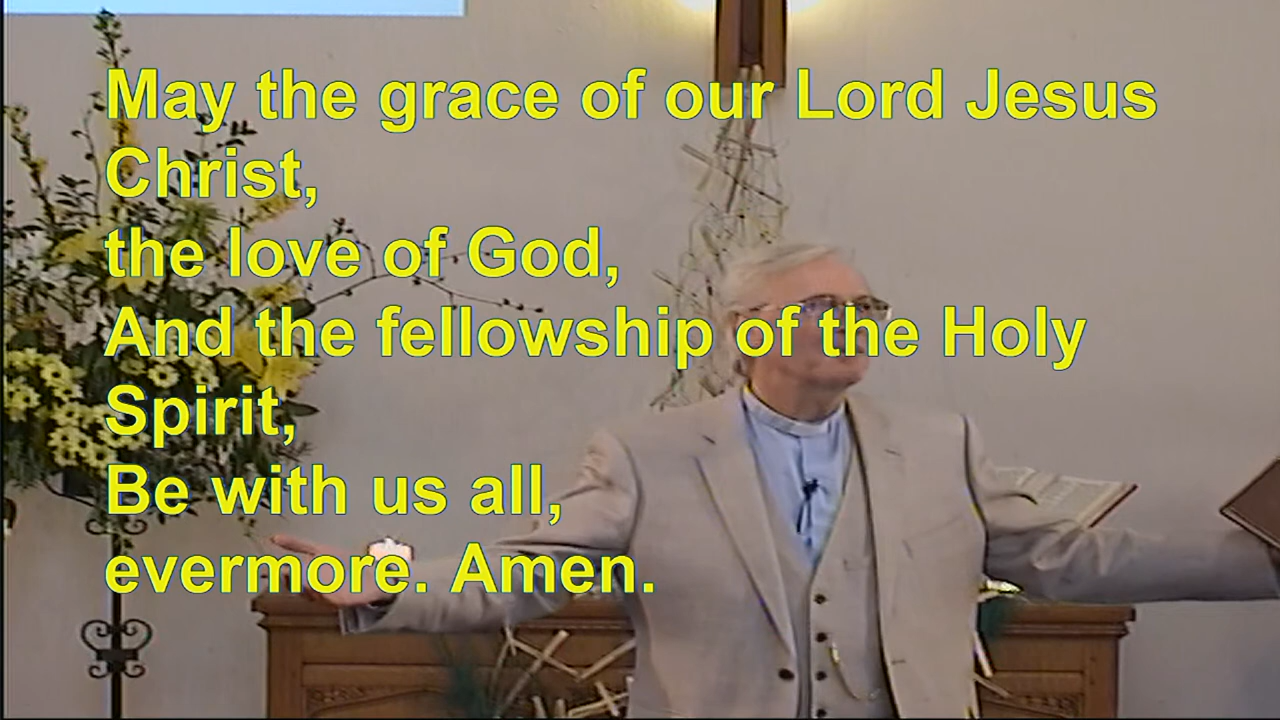 May the grace of our Lord Jesus
Christ,
the love of God,
And the fellowship of the Holy
Spirit,
Be with us all,
evermore. Amen.